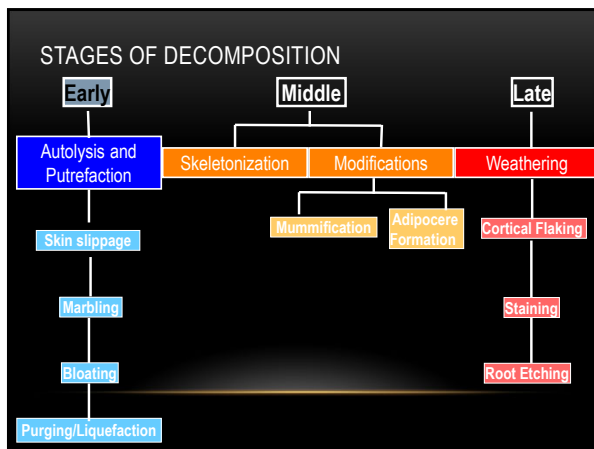 STAGES OF DECOMPOSITION
Early
Middle
Late
Autolysis and
Putrefaction
Skeletonization
Modifications
Weathering
Skin slippage
Mummification
Adipocere
Formation
Cortical Flaking
Marbling
Staining
Bloating
Root Etching
Purging/Liquefaction